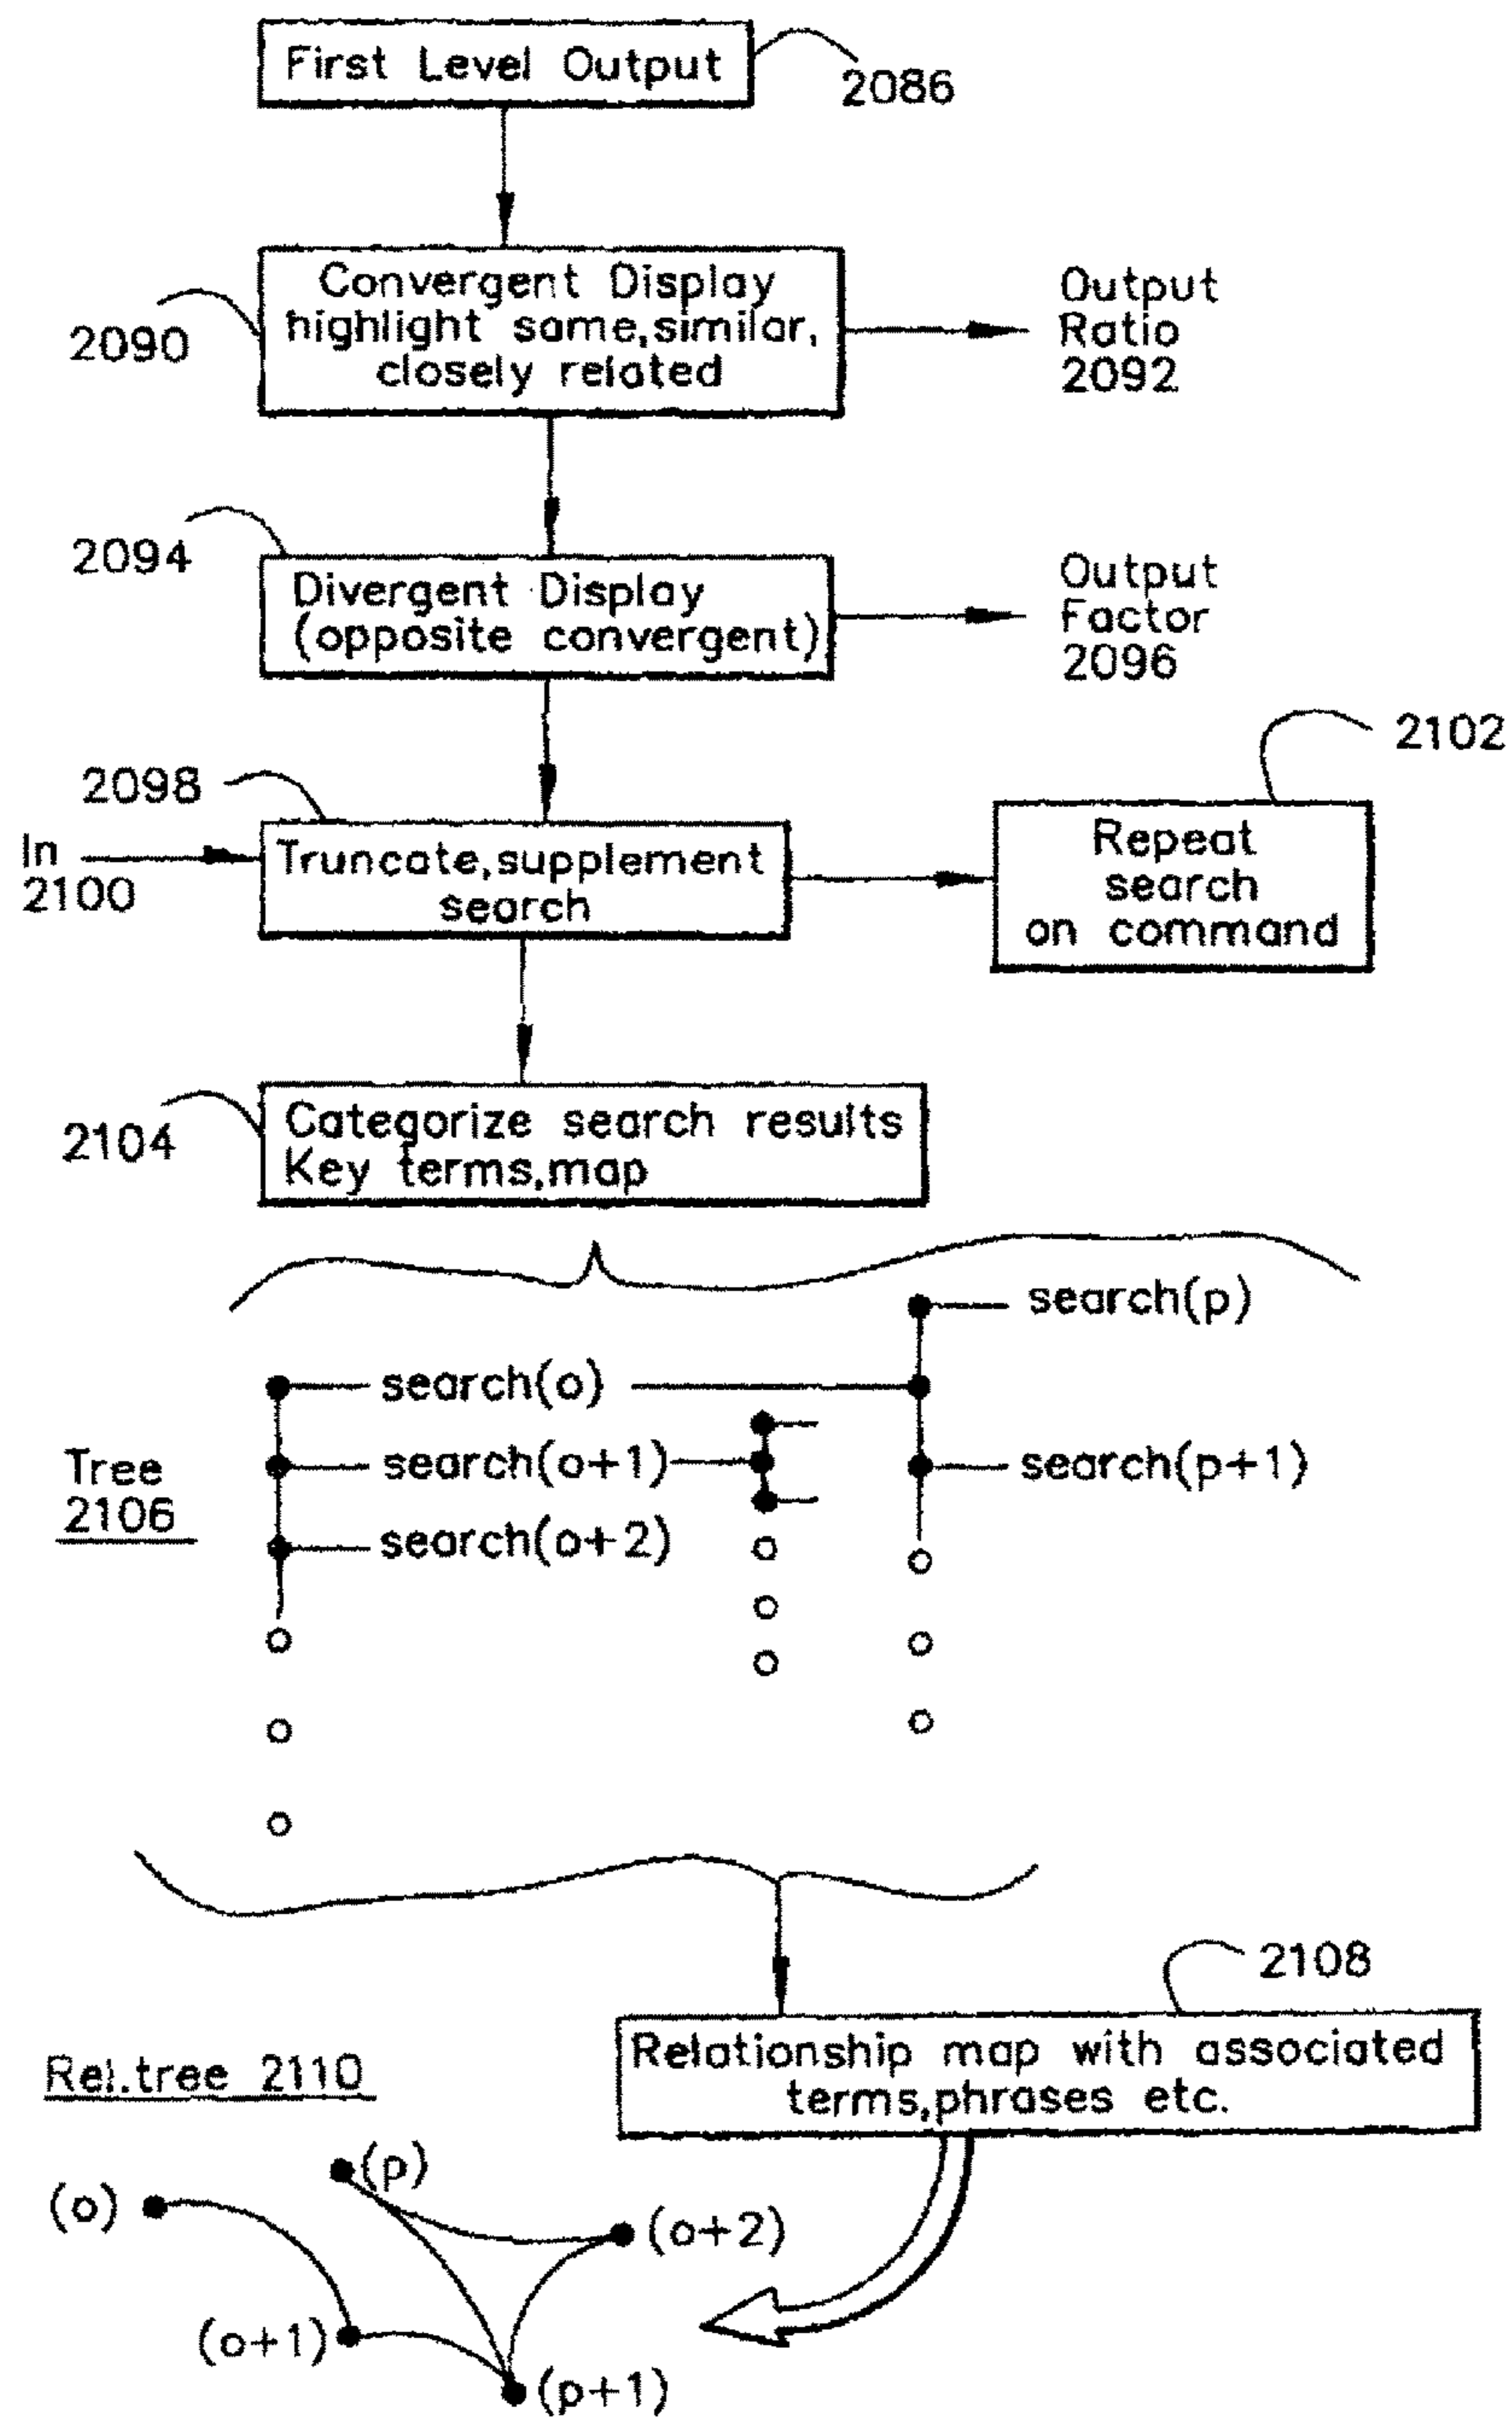 First Level Output
2086
Convergent Display
highlight same,similar,
closely related
2090
Output
Ratio
2092
2094
Divergent Display
(opposite convergent)
Output
Factor
2096
2102
2098
In
2100
Truncate,supplement
search
Repeat
search
on command
2104
Categorize search results
Key terms,map
search(p)
search(o)
Tree
2106
search(o+1)
search(p+1)
search(o+2)
2108
Relationship map with associated
terms,phrases etc.
Rel.tree 2110
(p)
(o)
(o+2)
(o+1)
(p+1)